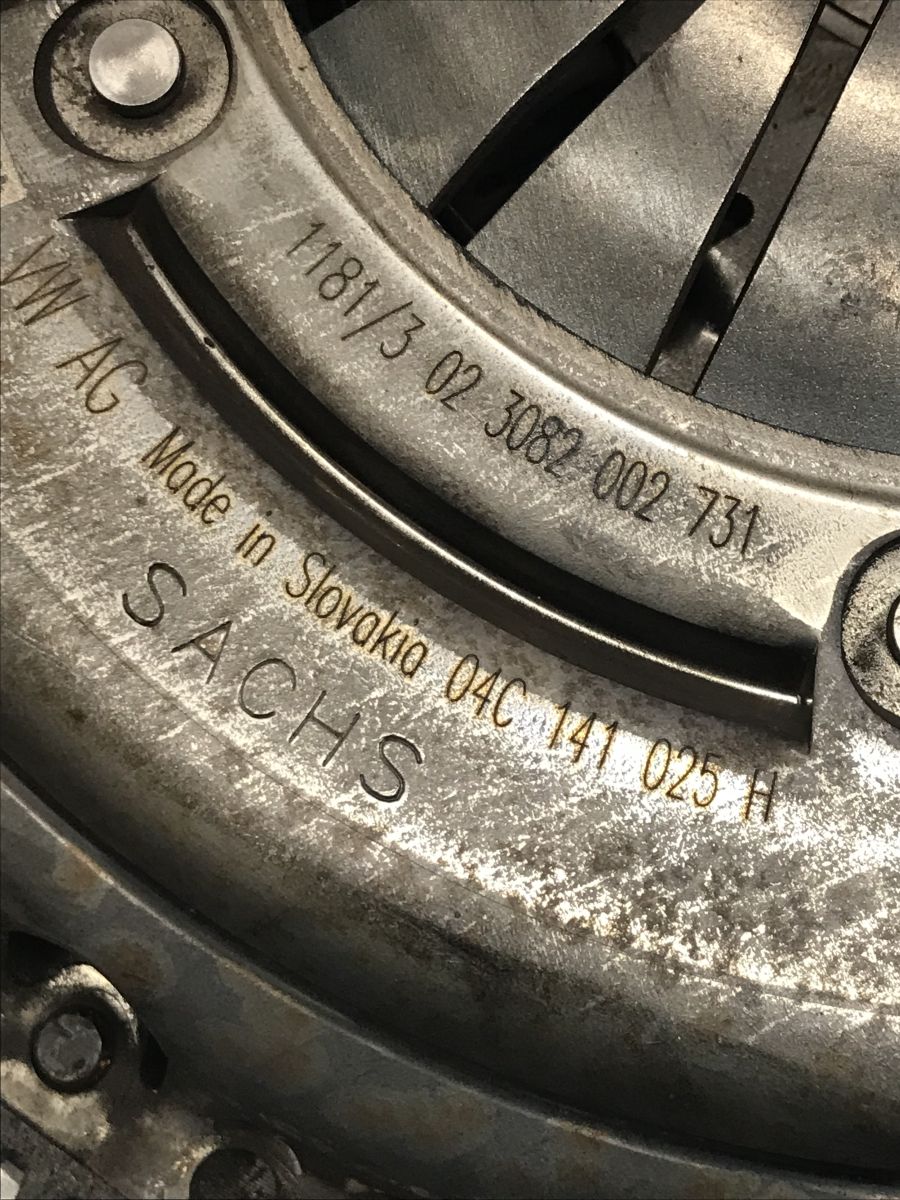 1181/3 02 3082 002 731
VW AG Made in Slovakia 04C 141 025 H
SACHS